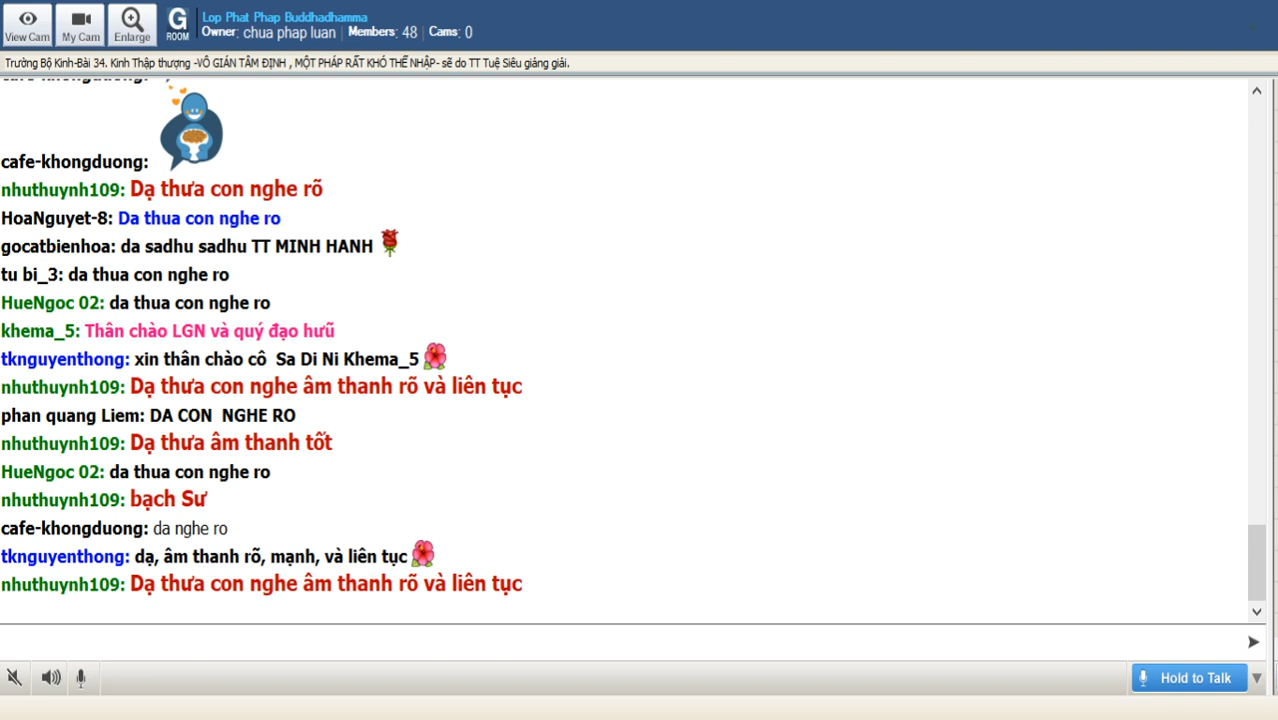 Lop Phat Phap Buddhadhamma
Owner: chua phap luan | Members: 48 | Cams: 0
View Cam
My Cam
Enlarge
G
ROOM
Trường Bộ Kinh-Bài 34. Kinh Thập thượng -VÔ GIÁN TÂM ĐỊNH , MỘT PHÁP RẤT KHÓ THỂ NHẬP- sẽ do TT Tuệ Siêu giảng giải.
cafe-khongduong:
cafe-khongduong:
nhuthuynh109: Dạ thưa con nghe rõ
HoaNguyet-8: Da thua con nghe ro
gocatbienhoa: da sadhu sadhu TT MINH HANH
tu bi_3: da thua con nghe ro
HueNgoc 02: da thua con nghe ro
khema_5: Thân chào LGN và quý đạo hưũ
tknguyenthong: xin thân chào cô Sa Di Ni Khema_5
nhuthuynh109: Dạ thưa con nghe âm thanh rõ và liên tục
phan quang Liem: DA CON NGHE RO
nhuthuynh109: Dạ thưa âm thanh tốt
HueNgoc 02: da thua con nghe ro
nhuthuynh109: bạch Sư
cafe-khongduong: da nghe ro
tknguyenthong: dạ, âm thanh rõ, mạnh, và liên tục
nhuthuynh109: Dạ thưa con nghe âm thanh rõ và liên tục
Hold to Talk